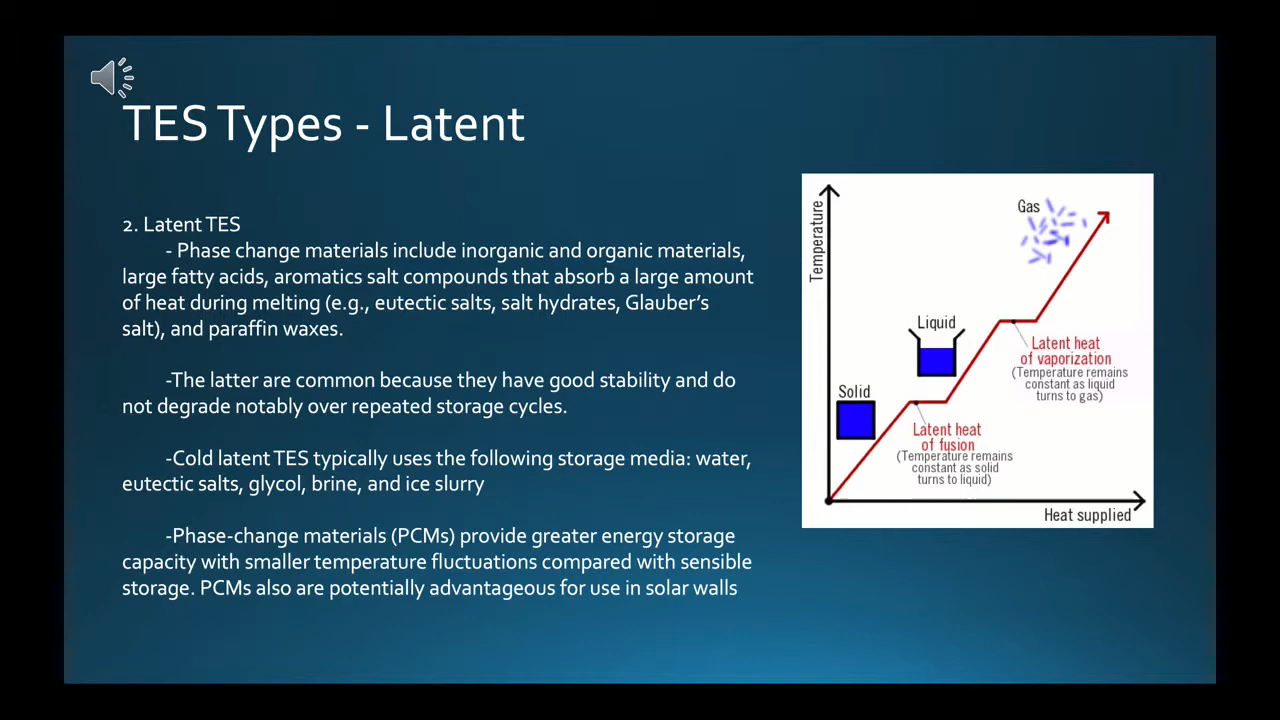 TES Types - Latent
2. Latent TES
- Phase change materials include inorganic and organic materials,
large fatty acids, aromatics salt compounds that absorb a large amount
of heat during melting (e.g., eutectic salts, salt hydrates, Glauber's
salt), and paraffin waxes.
-The latter are common because they have good stability and do
not degrade notably over repeated storage cycles.
-Cold latent TES typically uses the following storage media: water,
eutectic salts, glycol, brine, and ice slurry
-Phase-change materials (PCMs) provide greater energy storage
capacity with smaller temperature fluctuations compared with sensible
storage. PCMs also are potentially advantageous for use in solar walls
Temperature
Gas
Liquid
Latent heat
of vaporization
(Temperature remains
constant as liquid
turns to gas)
Solid
Latent heat
of fusion
(Temperature remains
constant as solid
turns to liquid)
Heat supplied